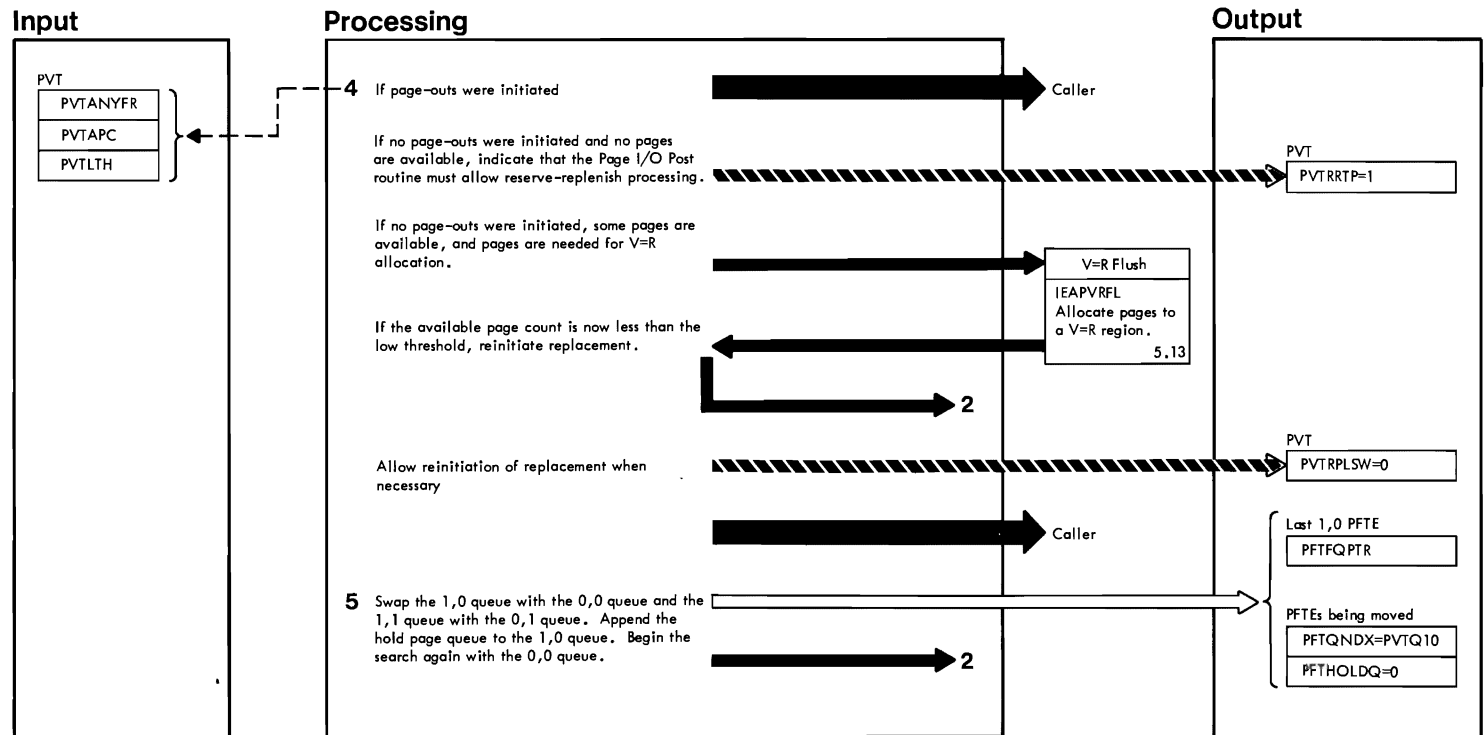 Input
Processing
Output
PVT
PVTANYFR
PVTAPC
PVTLTH
4 If page-outs were initiated
Caller
If no page-outs were initiated and no pages
are available, indicate that the Page I/O Post
routine must allow reserve-replenish processing.
PVT
PVTRRTP=1
If no page-outs were initiated, some pages are
available, and pages are needed for V=R
allocation.
V=R Flush
IEAPVRFL
Allocate pages to
a V=R region.
5.13
If the available page count is now less than the
low threshold, reinitiate replacement.
2
Allow reinitiation of replacement when
necessary
PVT
PVTRPLSW=0
Caller
Last 1,0 PFTE
PFTFQPTR
5 Swap the 1,0 queue with the 0,0 queue and the
1,1 queue with the 0,1 queue. Append the
hold page queue to the 1,0 queue. Begin the
search again with the 0,0 queue.
2
PFTEs being moved
PFTQNDX=PVTQ10
PFTHOLDQ=0